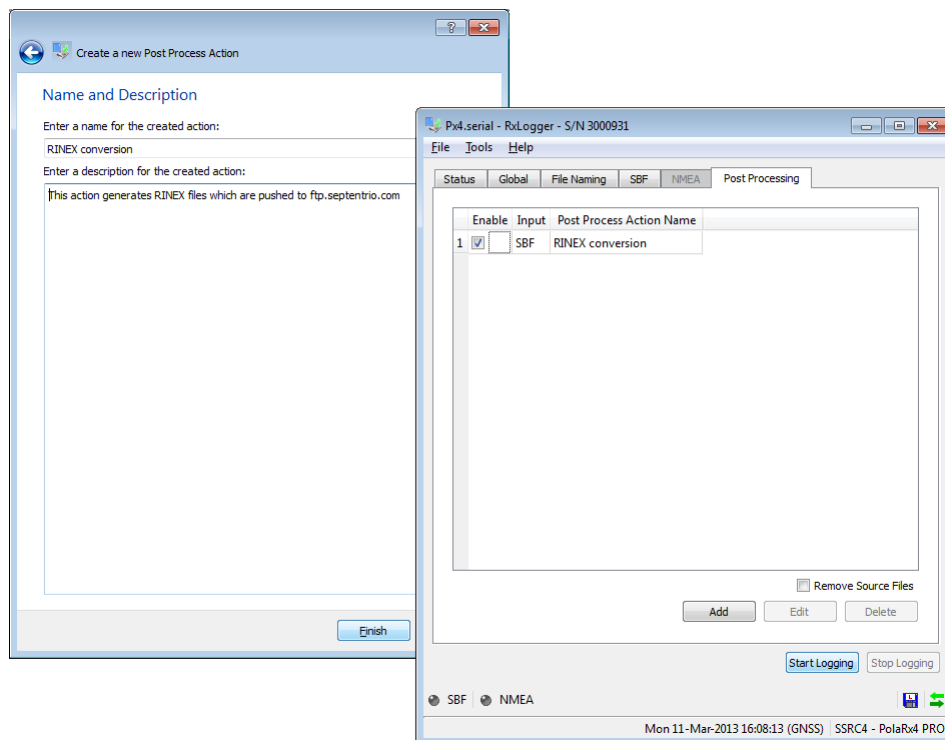 Create a new Post Process Action
Name and Description
Enter a name for the created action:
RINEX conversion
Enter a description for the created action:
This action generates RINEX files which are pushed to ftp.septentrio.com
Finish
Px4.serial - RxLogger - S/N 3000931
File Tools Help
Status Global File Naming SBF NMEA Post Processing
Enable Input Post Process Action Name
1 SBF RINEX conversion
Remove Source Files
Add Edit Delete
Start Logging Stop Logging
SBF NMEA
Mon 11-Mar-2013 16:08:13 (GNSS) SSRC4 - PolaRx4 PRO